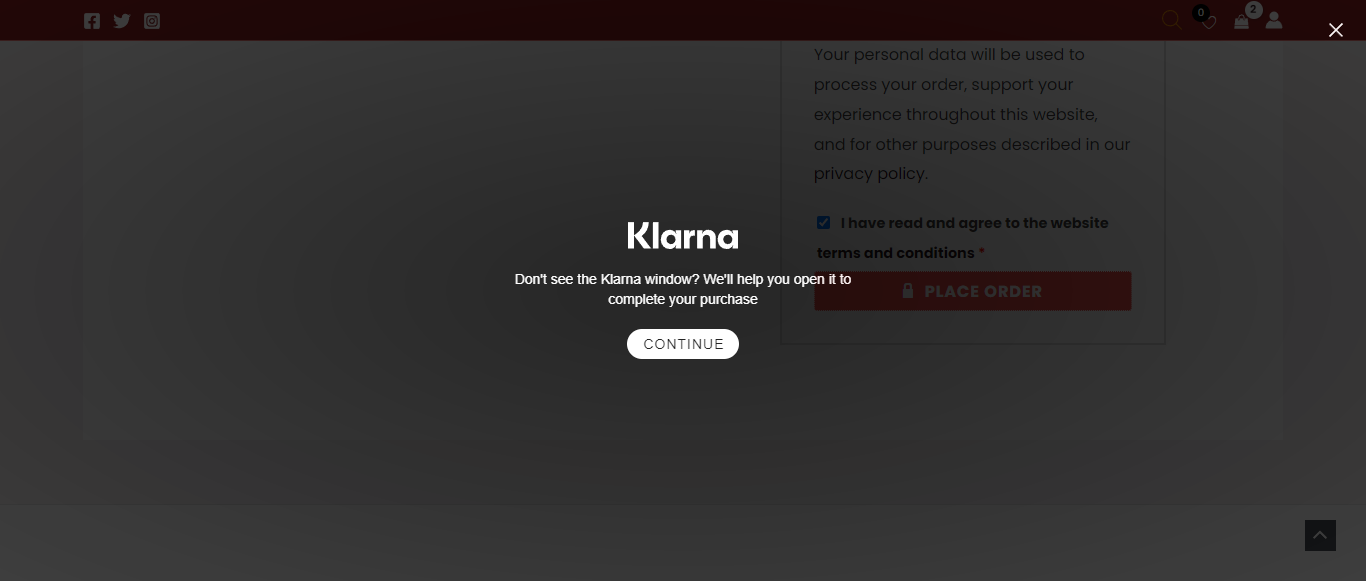 0
2
Your personal data will be used to
process your order, support your
experience throughout this website,
and for other purposes described in our
privacy policy.
I have read and agree to the website
terms and conditions *
Klarna
Don't see the Klarna window? We'll help you open it to
complete your purchase
PLACE ORDER
CONTINUE